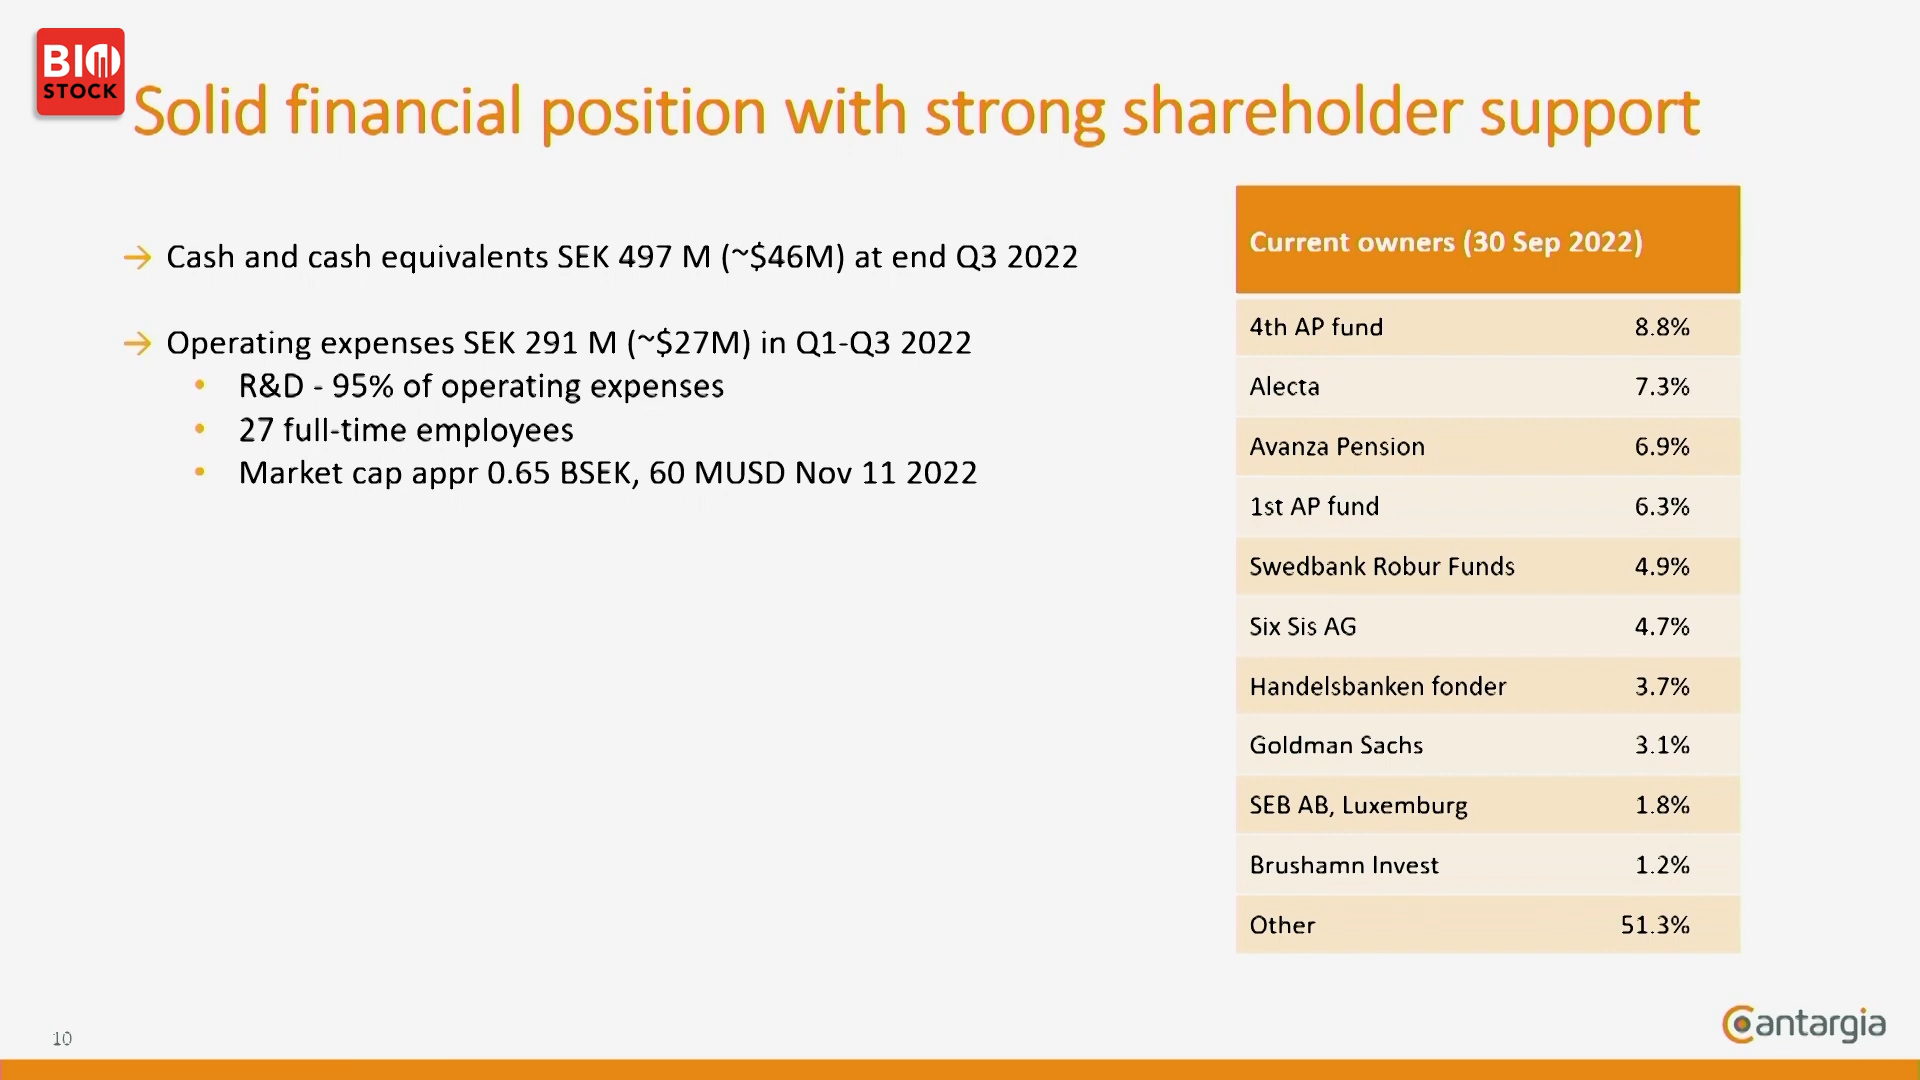 BIO
STOCK
Solid financial position with strong shareholder support
→ Cash and cash equivalents SEK 497 M (~$46M) at end Q3 2022
→ Operating expenses SEK 291 M (~$27M) in Q1-Q3 2022
• R&D - 95% of operating expenses
• 27 full-time employees
• Market cap appr 0.65 BSEK, 60 MUSD Nov 11 2022
Current owners (30 Sep 2022)
4th AP fund 8.8%
Alecta 7.3%
Avanza Pension 6.9%
1st AP fund 6.3%
Swedbank Robur Funds 4.9%
Six Sis AG 4.7%
Handelsbanken fonder 3.7%
Goldman Sachs 3.1%
SEB AB, Luxemburg 1.8%
Brushamn Invest 1.2%
Other 51.3%
10
Cantargia